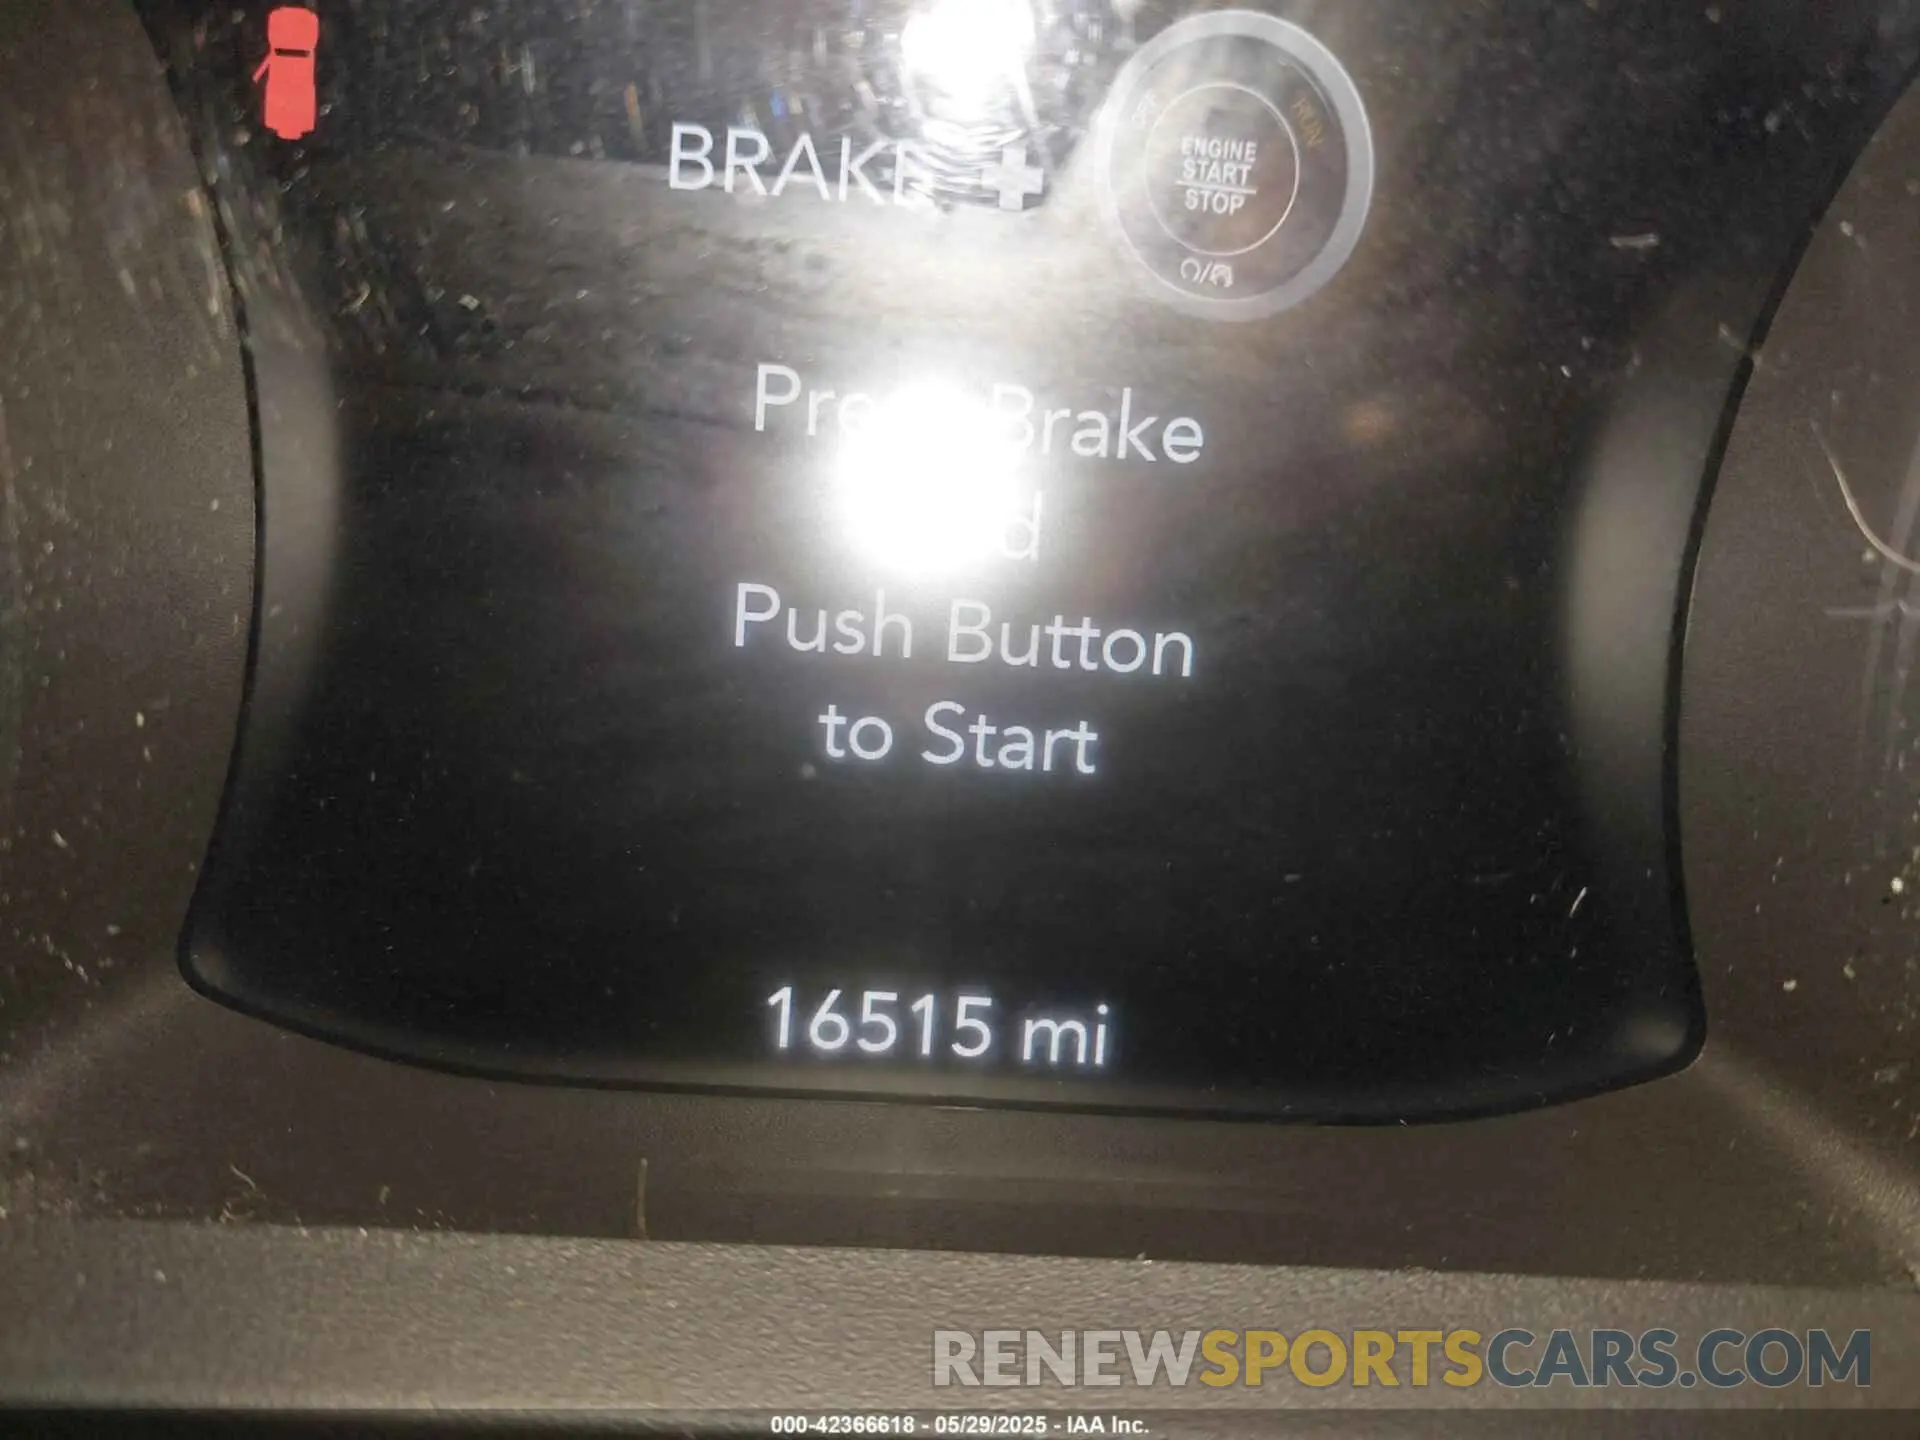 BRAKE +
ENGINE
START
STOP
RUN
Brake
Push Button
to Start
16515 mi
RENEWSPORTSCARS.COM
000-42366618 - 05/29/2025 - IAA Inc.